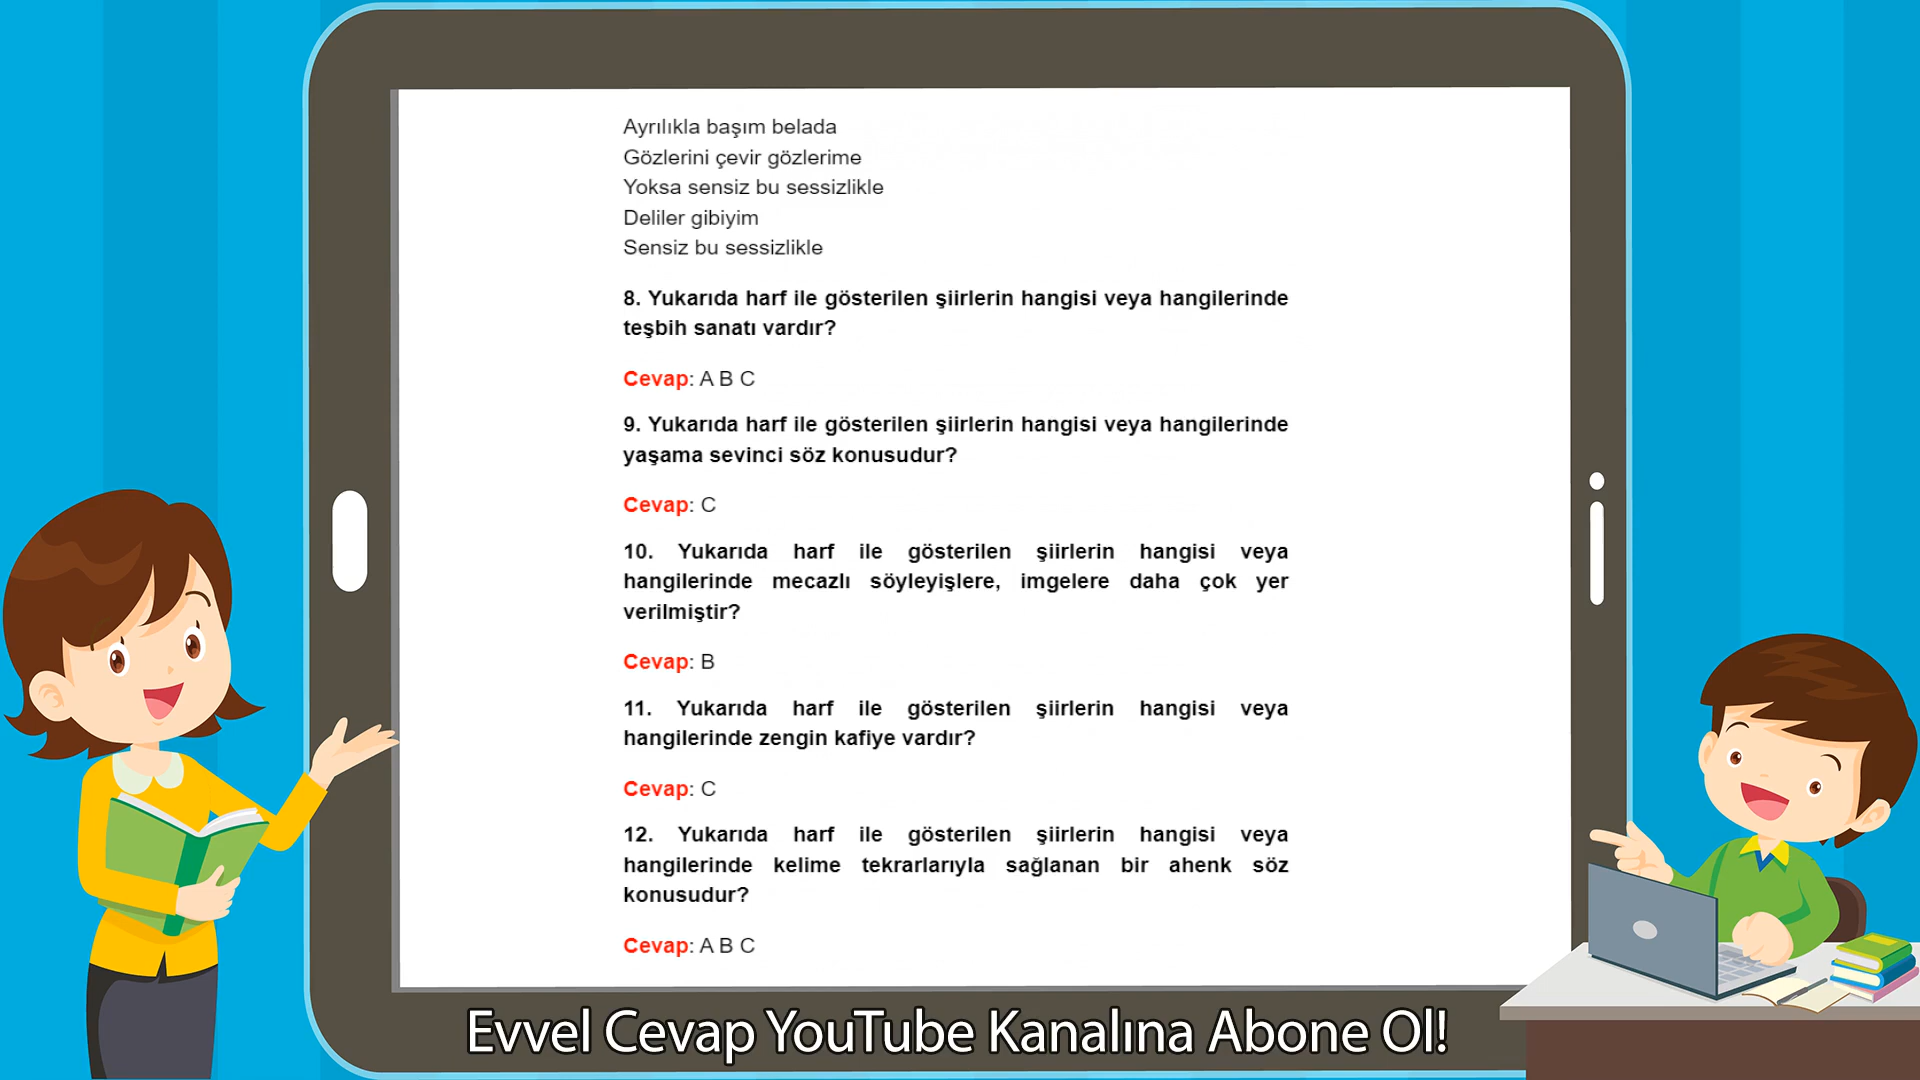 Ayrılıkla başım belada
Gözlerini çevir gözlerime
Yoksa sensiz bu sessizlikle
Deliler gibiyim
Sensiz bu sessizlikle
8. Yukarıda harf ile gösterilen şiirlerin hangisi veya hangilerinde
teşbih sanatı vardır?
Cevap: A B C
9. Yukarıda harf ile gösterilen şiirlerin hangisi veya hangilerinde
yaşama sevinci söz konusudur?
Cevap: C
10. Yukarıda harf ile gösterilen şiirlerin hangisi veya
hangilerinde mecazlı söyleyişlere, imgelere daha çok yer
verilmiştir?
Cevap: B
11. Yukarıda harf ile gösterilen şiirlerin hangisi veya
hangilerinde zengin kafiye vardır?
Cevap: C
12. Yukarıda harf ile gösterilen şiirlerin hangisi veya
hangilerinde kelime tekrarlarıyla sağlanan bir ahenk söz
konusudur?
Cevap: A B C
Evvel Cevap YouTube Kanalına Abone Ol!